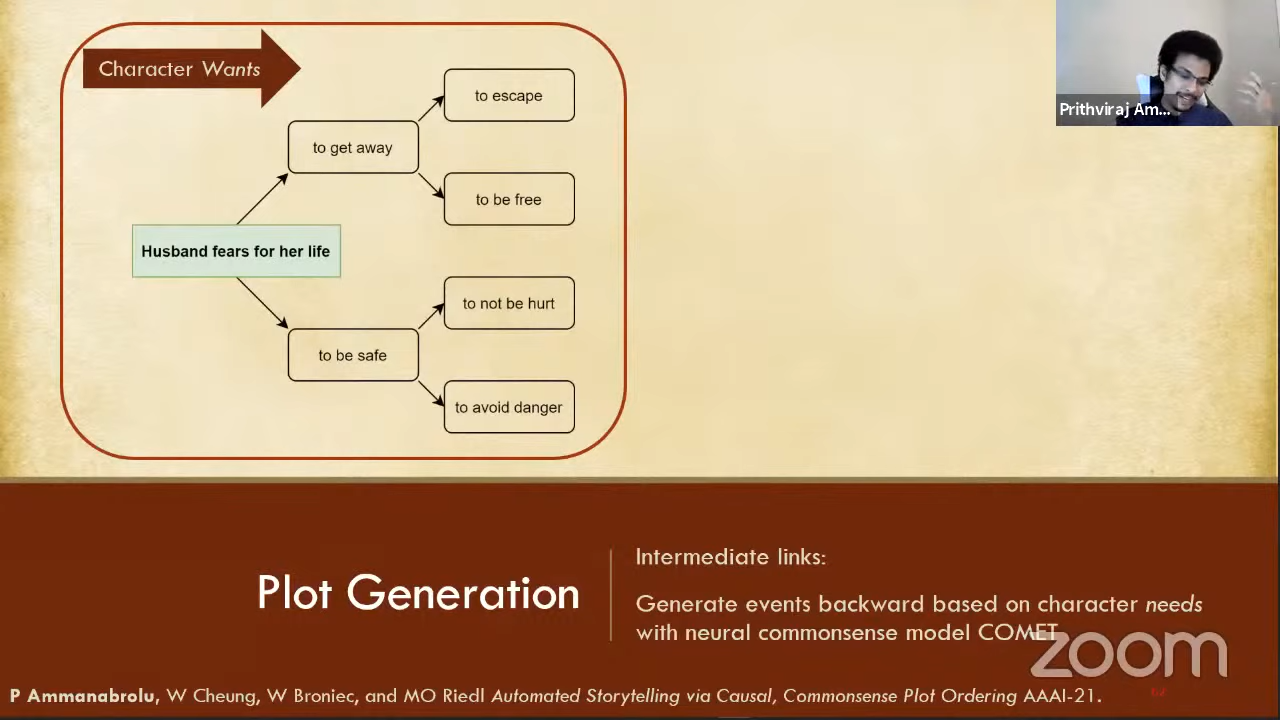 Character Wants
to escape
to get away
to be free
Husband fears for her life
to not be hurt
to be safe
to avoid danger
Prithviraj Am...
Plot Generation
Intermediate links:
Generate events backward based on character needs
with neural commonsense model COMET
zoom
P Ammanabrolu, W Cheung, W Broniec, and MO Riedl Automated Storytelling via Causal, Commonsense Plot Ordering AAAI-21.